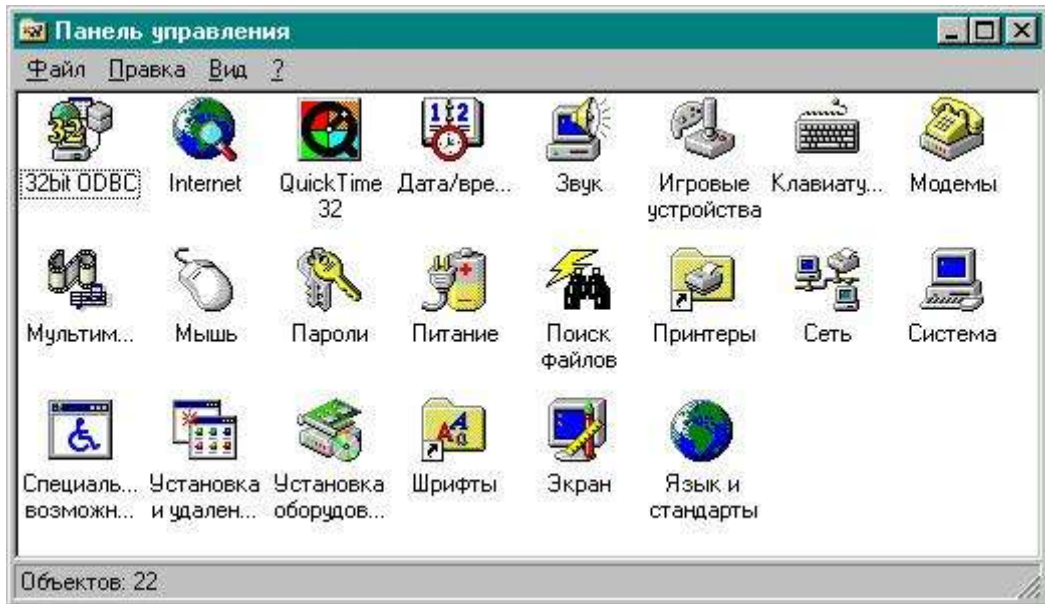 Панель управления
Файл Правка Вид ?
32bit ODBC Internet QuickTime Дата/вре... Звук Игровые Клавиату... Модемы
32 устройства
Мультим... Мышь Пароли Питание Поиск Принтеры Сеть Система
файлов
Специаль... Установка Установка Шрифты Экран Язык и
возможн... и удален... оборудов... стандарты
Объектов: 22